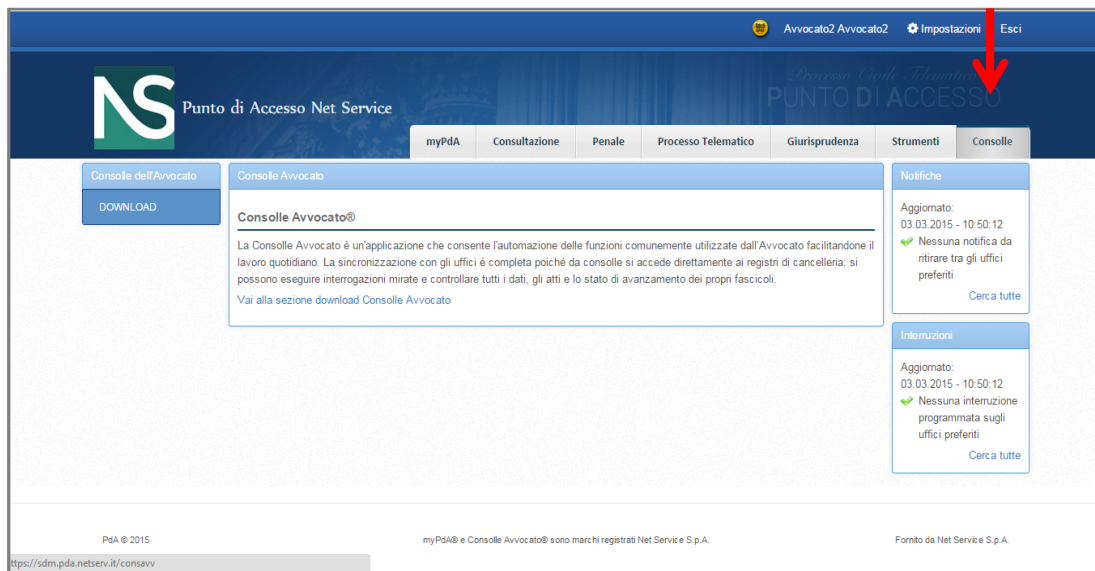 Avvocato2 Avvocato2 Impostazioni Esci
NS Punto di Accesso Net Service
PUNTO DI ACCESSO
myPdA Consultazione Penale Processo Telematico Giurisprudenza Strumenti Consolle
Consolle dell'Avvocato
DOWNLOAD
Consolle Avvocato
Consolle Avvocato®
La Consolle Avvocato è un'applicazione che consente l'automazione delle funzioni comunemente utilizzate dall'Avvocato facilitandone il
lavoro quotidiano. La sincronizzazione con gli uffici è completa poiché da consolle si accede direttamente ai registri di cancelleria: si
possono eseguire interrogazioni mirate e controllare tutti i dati, gli atti e lo stato di avanzamento dei propri fascicoli.
Vai alla sezione download Consolle Avvocato
Notifiche
Aggiornato:
03.03.2015 - 10:50:12
Nessuna notifica da
ritirare tra gli uffici
preferiti
Cerca tutte
Interruzioni
Aggiornato:
03.03.2015 - 10:50:12
Nessuna interruzione
programmata sugli
uffici preferiti
Cerca tutte
PdA © 2015
myPdA® e Consolle Avvocato® sono marchi registrati Net Service S.p.A.
Fornito da Net Service S.p.A.
ttps://sdm.pda.netserv.it/consavv